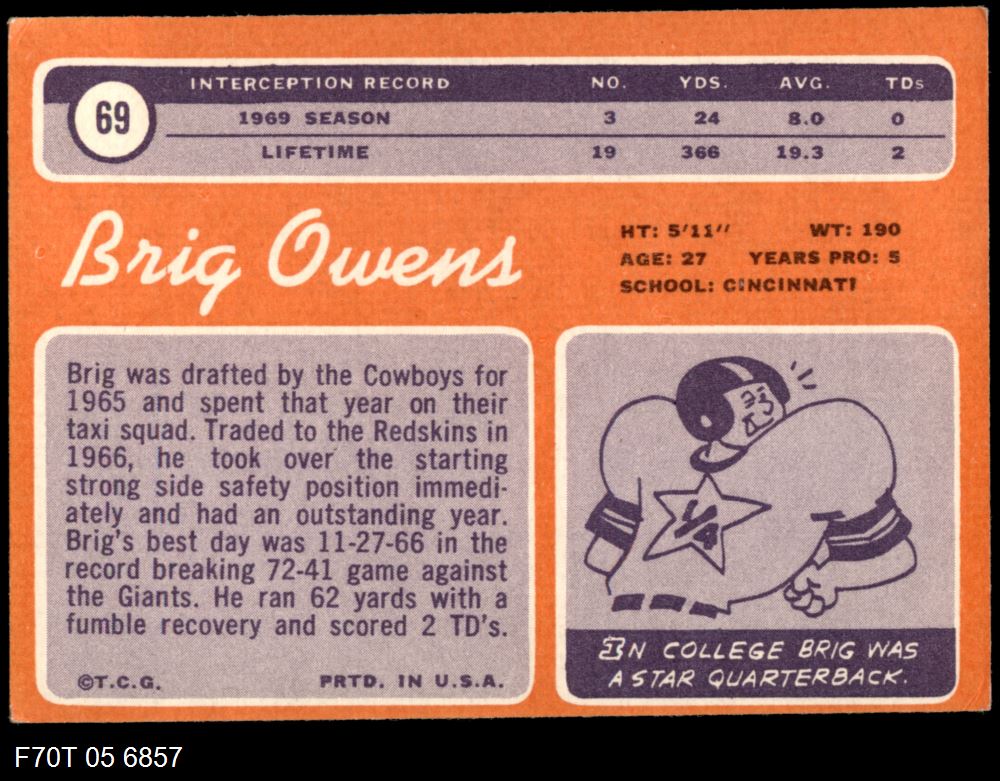 69
INTERCEPTION RECORD NO. YDS. AVG. TDs
1969 SEASON 3 24 8.0 0
LIFETIME 19 366 19.3 2
Brig Owens
HT: 5'11" WT: 190
AGE: 27 YEARS PRO: 5
SCHOOL: CINCINNATI
Brig was drafted by the Cowboys for
1965 and spent that year on their
taxi squad. Traded to the Redskins in
1966, he took over the starting
strong side safety position immedi-
ately and had an outstanding year.
Brig's best day was 11-27-66 in the
record breaking 72-41 game against
the Giants. He ran 62 yards with a
fumble recovery and scored 2 TD's.
©T.C.G. PRTD. IN U.S.A.
1/4
IN COLLEGE BRIG WAS
A STAR QUARTERBACK.
F70T 05 6857